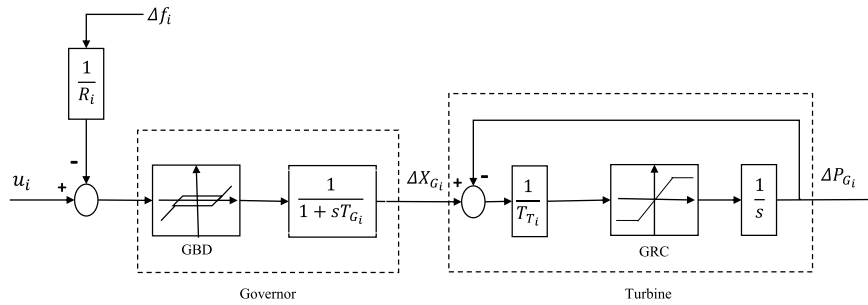 Δf_i
1
R_i
-
u_i
+
GBD
1
1 + sT_{G_i}
Governor
ΔX_{G_i}
+
-
1
T_{T_i}
GRC
1
s
ΔP_{G_i}
Turbine